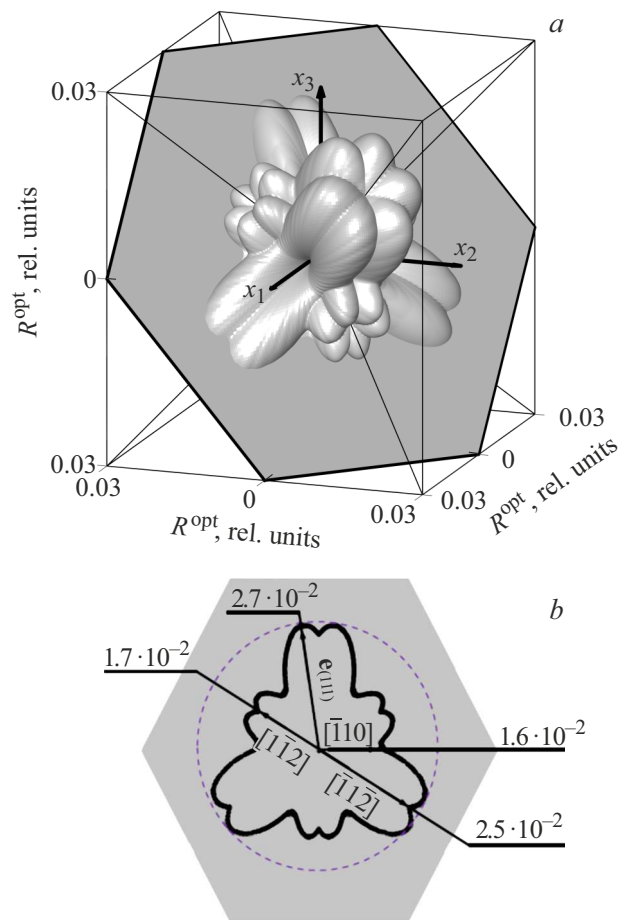 a
x₃
0.03
x₂
R^opt, rel. units
0
x₁
0.03
0.03
0
0.03
0.03
0
0.03
R^opt, rel. units
R^opt, rel. units
b
2.7·10⁻²
1.7·10⁻²
e₍₁₁₁₎
[1̅10]
1.6·10⁻²
[11̅2]
[1̅12̅]
2.5·10⁻²